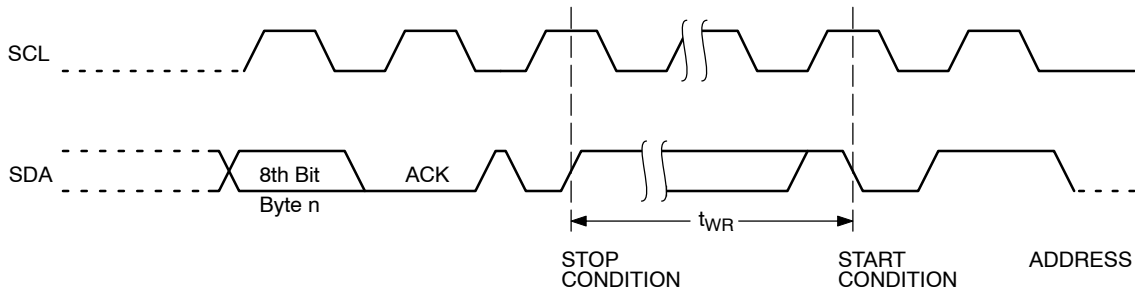 SCL
SDA
8th Bit
Byte n
ACK
tWR
STOP
CONDITION
START
CONDITION
ADDRESS